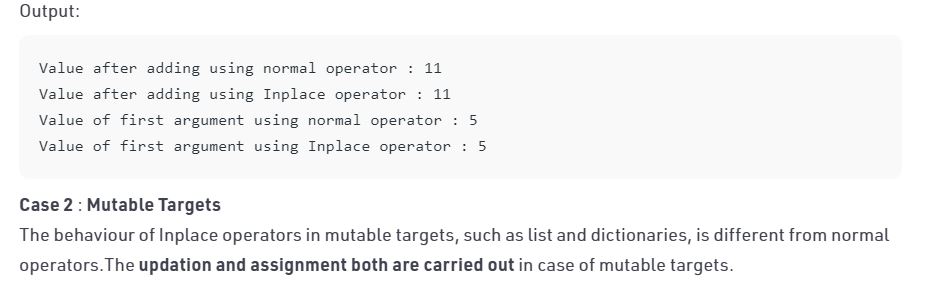 Output:
Value after adding using normal operator : 11
Value after adding using Inplace operator : 11
Value of first argument using normal operator : 5
Value of first argument using Inplace operator : 5
Case 2 : Mutable Targets
The behaviour of Inplace operators in mutable targets, such as list and dictionaries, is different from normal
operators.The updation and assignment both are carried out in case of mutable targets.